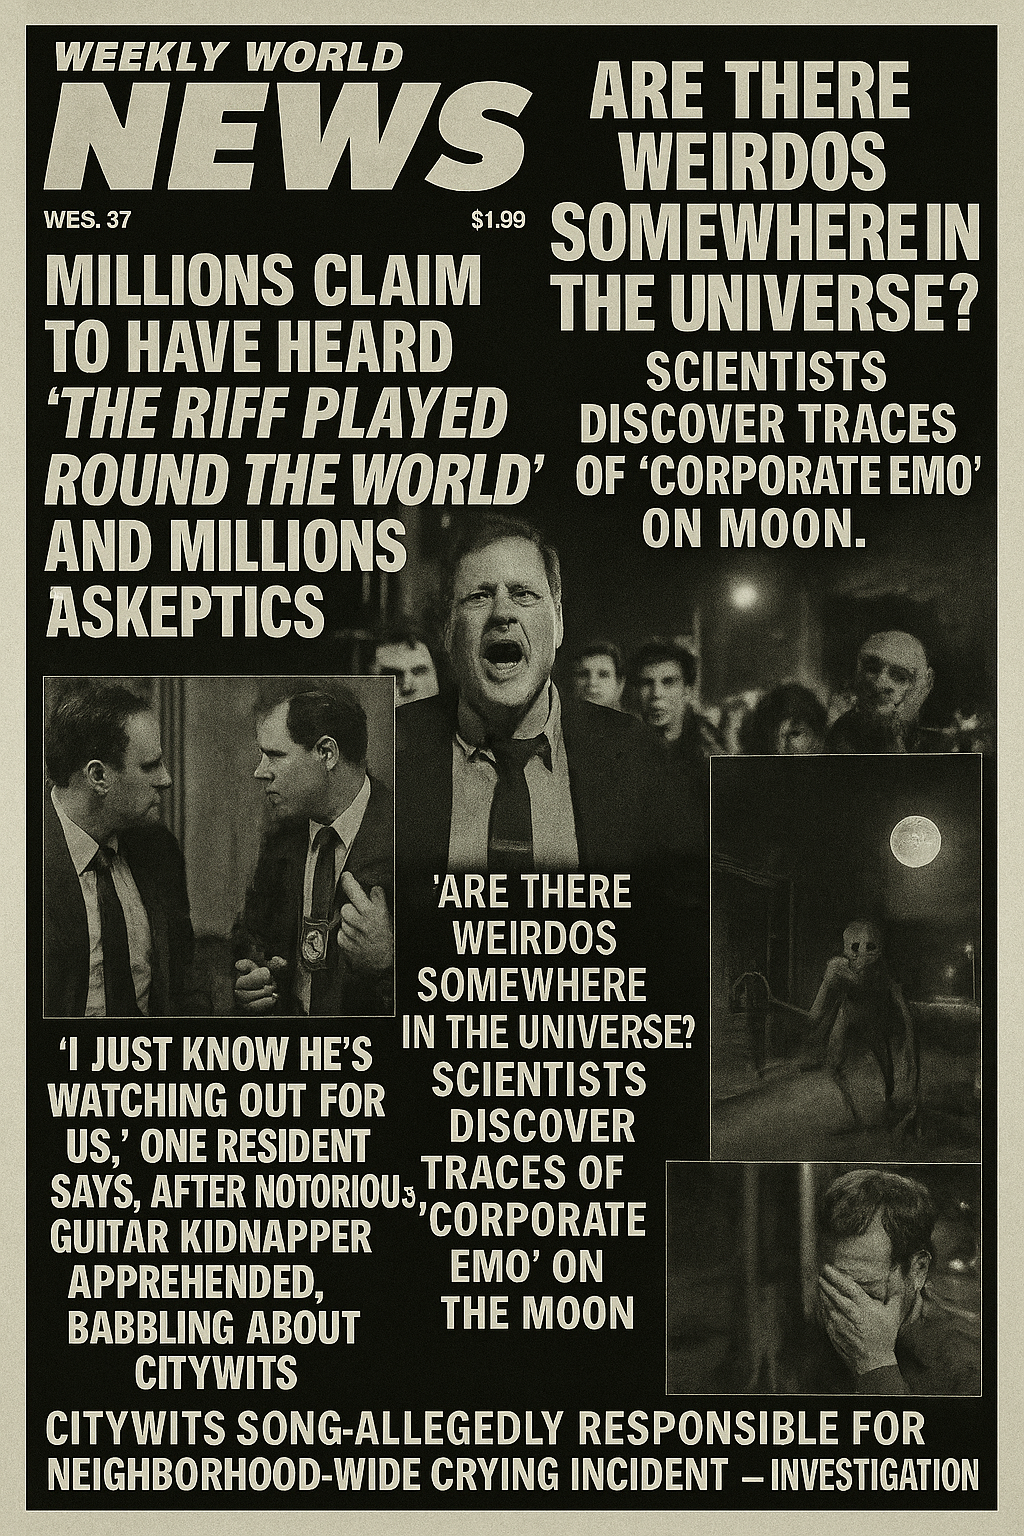 WEEKLY WORLD
NEWS
WES. 37
$1.99
MILLIONS CLAIM
TO HAVE HEARD
‘THE RIFF PLAYED
ROUND THE WORLD’
AND MILLIONS
ASKEPTICS
ARE THERE
WEIRDOS
SOMEWHERE IN
THE UNIVERSE?
SCIENTISTS
DISCOVER TRACES
OF ‘CORPORATE EMO’
ON MOON.
‘I JUST KNOW HE’S
WATCHING OUT FOR
US,’ ONE RESIDENT
SAYS, AFTER NOTORIOUS
GUITAR KIDNAPPER
APPREHENDED,
BABBLING ABOUT
CITYWITS
'ARE THERE
WEIRDOS
SOMEWHERE
IN THE UNIVERSE?
SCIENTISTS
DISCOVER
TRACES OF
’CORPORATE
EMO’ ON
THE MOON
CITYWITS SONG-ALLEGEDLY RESPONSIBLE FOR
NEIGHBORHOOD-WIDE CRYING INCIDENT – INVESTIGATION